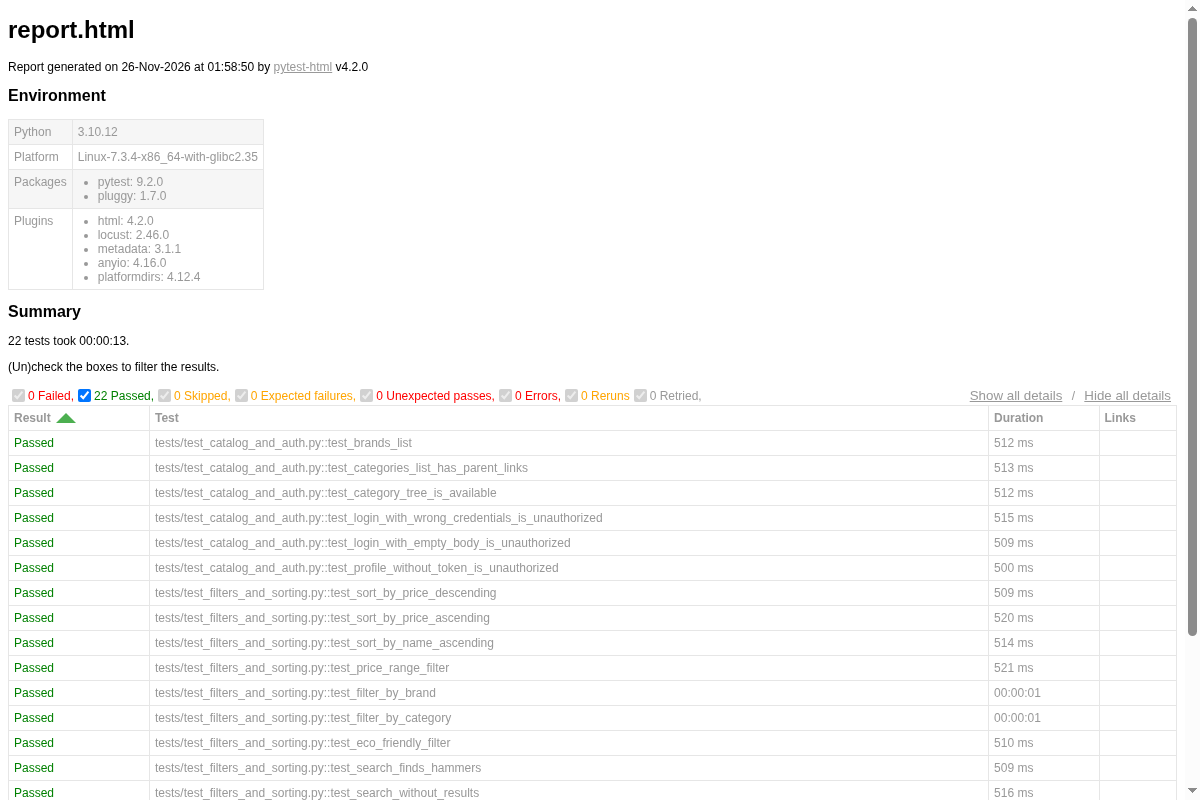 report.html
Report generated on 26-Nov-2026 at 01:58:50 by pytest-html v4.2.0
Environment
Python 3.10.12
Platform Linux-7.3.4-x86_64-with-glibc2.35
Packages
pytest: 9.2.0
pluggy: 1.7.0
Plugins
html: 4.2.0
locust: 2.46.0
metadata: 3.1.1
anyio: 4.16.0
platformdirs: 4.12.4
Summary
22 tests took 00:00:13.
(Un)check the boxes to filter the results.
0 Failed, 22 Passed, 0 Skipped, 0 Expected failures, 0 Unexpected passes, 0 Errors, 0 Reruns 0 Retried, Show all details / Hide all details
Result Test Duration Links
Passed tests/test_catalog_and_auth.py::test_brands_list 512 ms
Passed tests/test_catalog_and_auth.py::test_categories_list_has_parent_links 513 ms
Passed tests/test_catalog_and_auth.py::test_category_tree_is_available 512 ms
Passed tests/test_catalog_and_auth.py::test_login_with_wrong_credentials_is_unauthorized 515 ms
Passed tests/test_catalog_and_auth.py::test_login_with_empty_body_is_unauthorized 509 ms
Passed tests/test_catalog_and_auth.py::test_profile_without_token_is_unauthorized 500 ms
Passed tests/test_filters_and_sorting.py::test_sort_by_price_descending 509 ms
Passed tests/test_filters_and_sorting.py::test_sort_by_price_ascending 520 ms
Passed tests/test_filters_and_sorting.py::test_sort_by_name_ascending 514 ms
Passed tests/test_filters_and_sorting.py::test_price_range_filter 521 ms
Passed tests/test_filters_and_sorting.py::test_filter_by_brand 00:00:01
Passed tests/test_filters_and_sorting.py::test_filter_by_category 00:00:01
Passed tests/test_filters_and_sorting.py::test_eco_friendly_filter 510 ms
Passed tests/test_filters_and_sorting.py::test_search_finds_hammers 509 ms
Passed tests/test_filters_and_sorting.py::test_search_without_results 516 ms